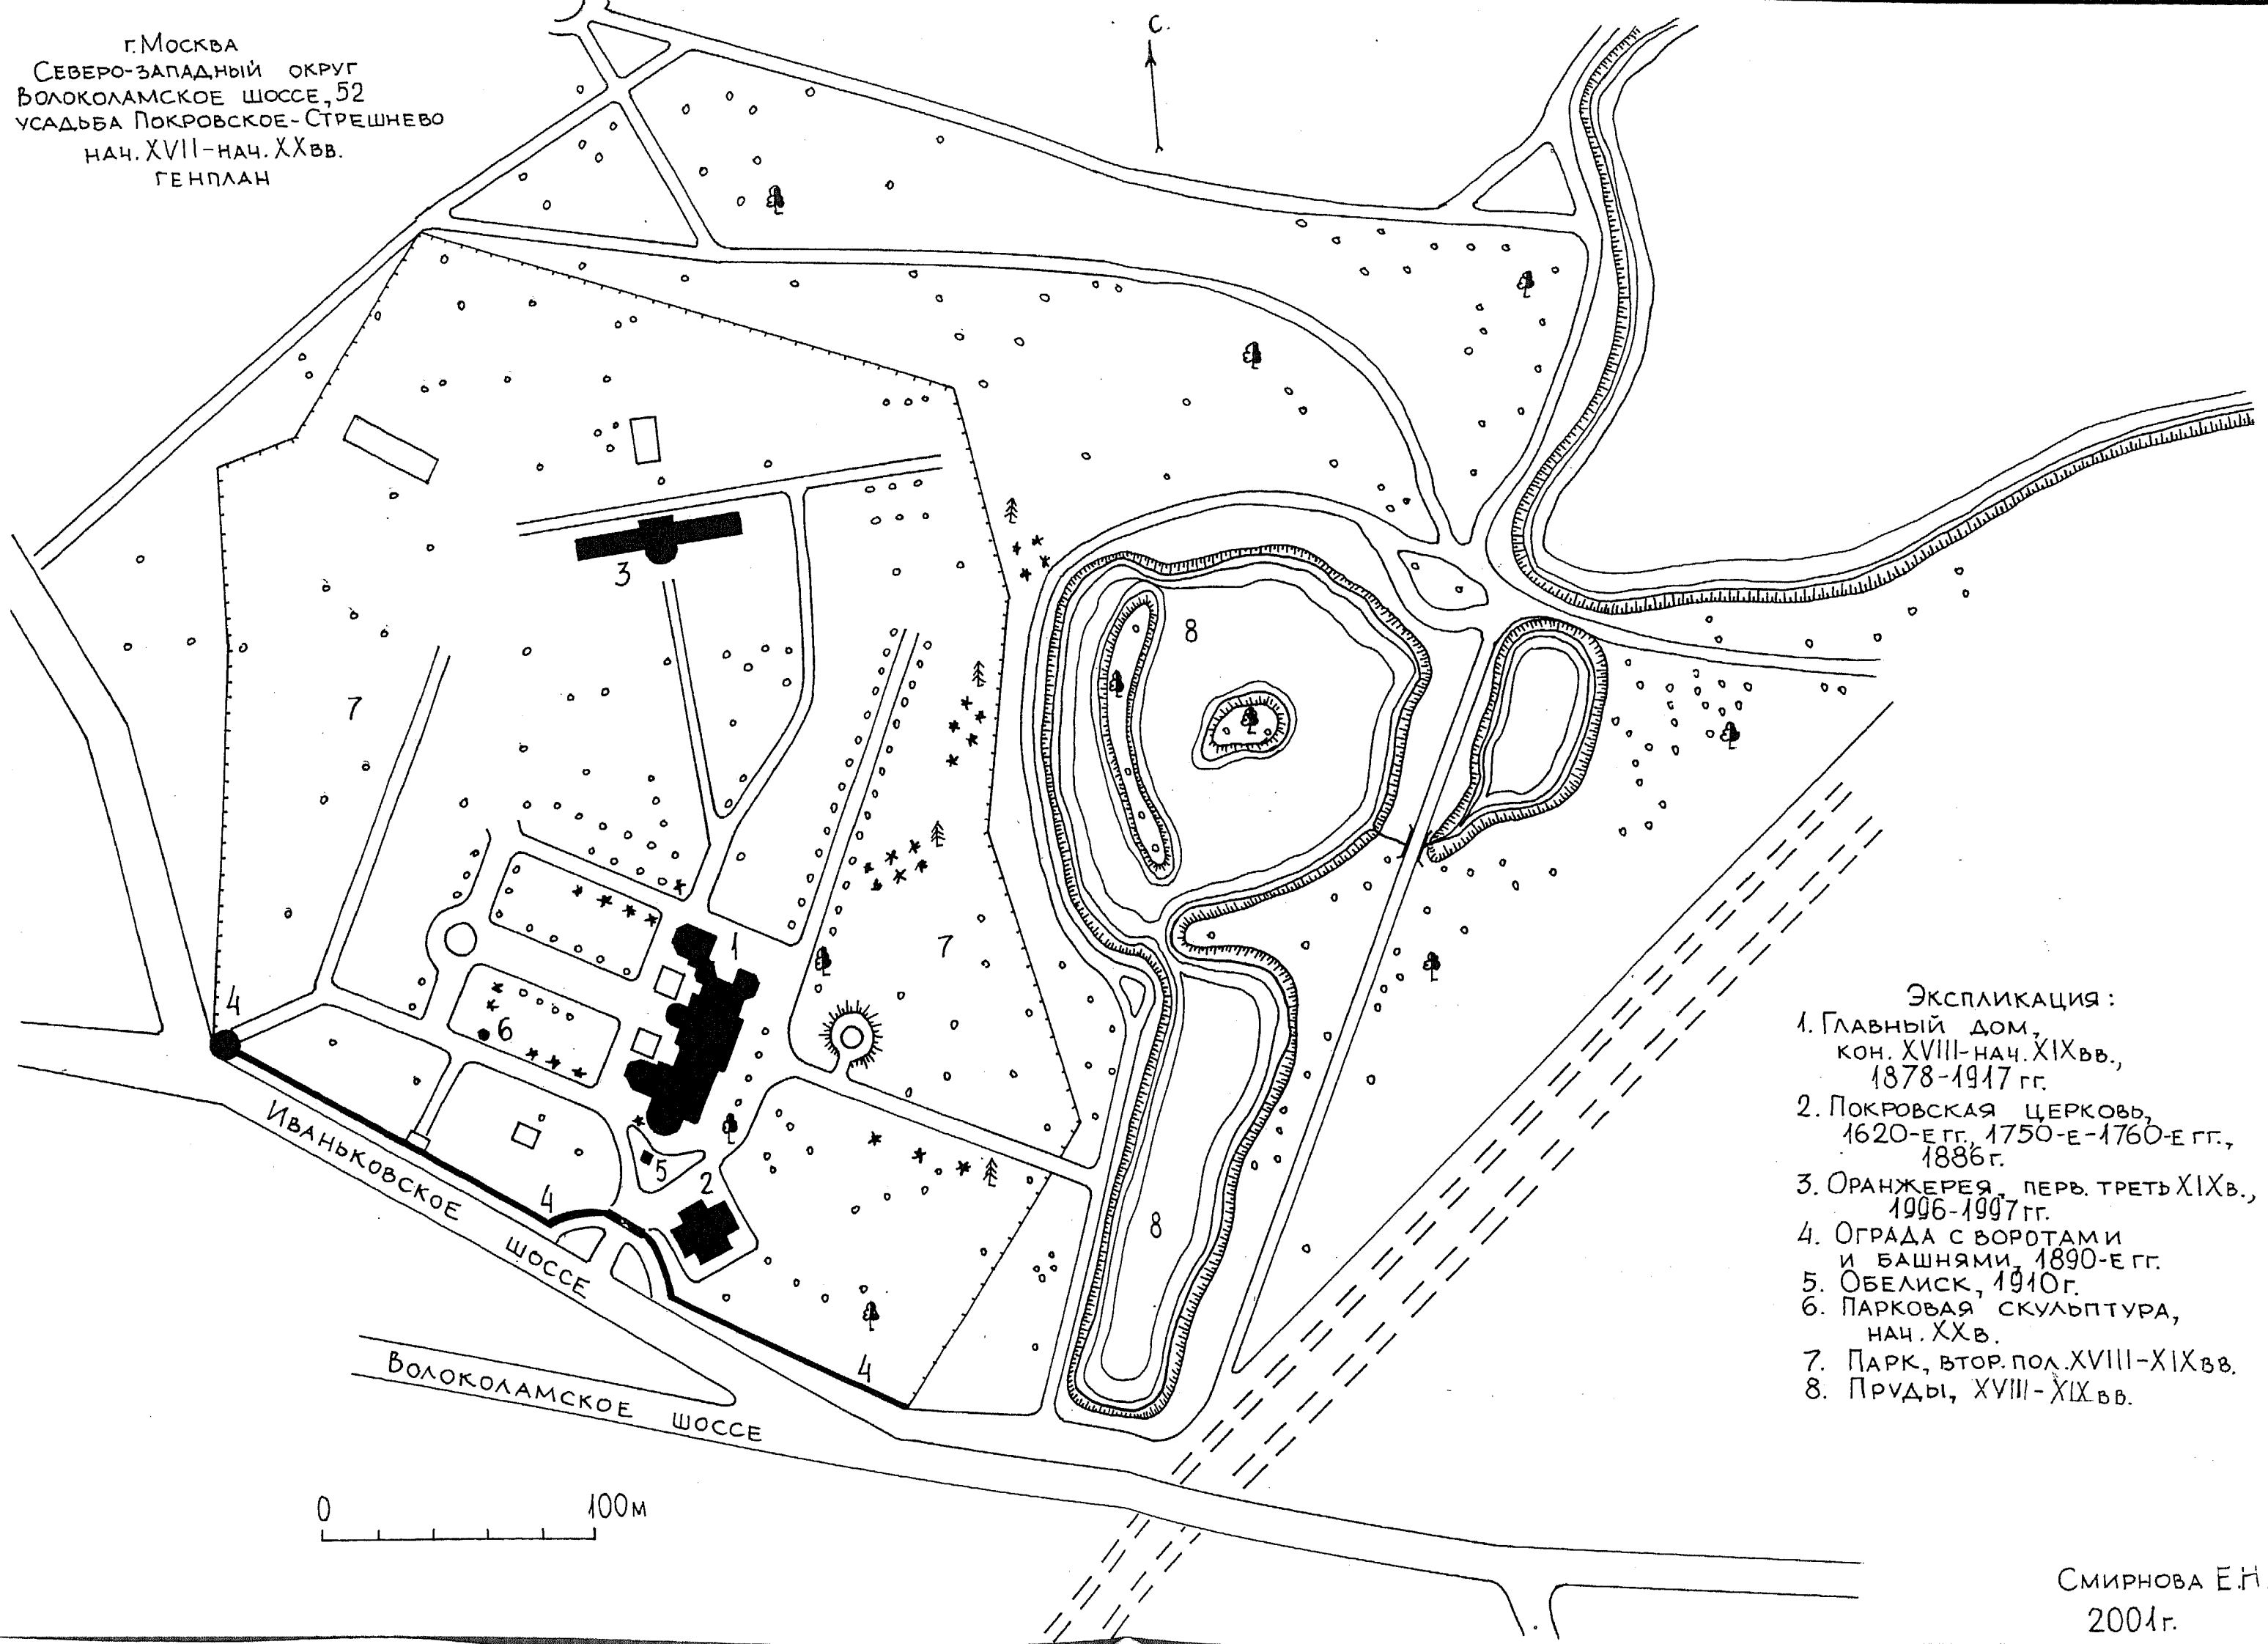 г. Москва
Северо-западный округ
Волоколамское шоссе, 52
усадьба Покровское-Стрешнево
нач. XVII-нач. XXвв.
генплан
с.
3
8
7
1
7
4
6
5
2
4
8
4
Иваньковское шоссе
Волоколамское шоссе
0 100м
Экспликация:
1. Главный дом,
кон. XVIII-нач. XIXвв.,
1878-1917 гг.
2. Покровская церковь,
1620-е гг., 1750-е-1760-е гг.,
1886г.
3. Оранжерея, перв. треть XIXв.,
1996-1997гг.
4. Ограда с воротами
и башнями, 1890-е гг.
5. Обелиск, 1910г.
6. Парковая скульптура,
нач. XXв.
7. Парк, втор. пол. XVIII-XIXвв.
8. Пруды, XVIII-XIXвв.
Смирнова Е.Н
2001г.